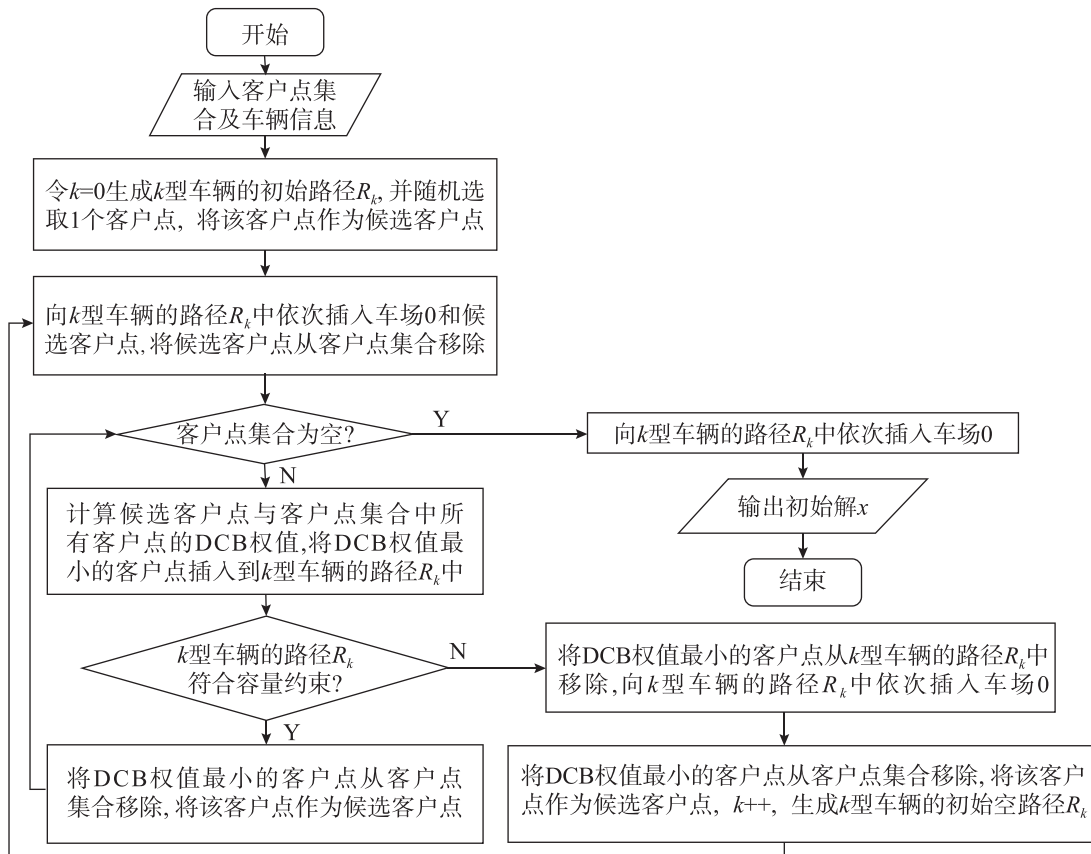 开始
输入客户点集
合及车辆信息
令k=0生成k型车辆的初始路径Rk, 并随机选
取1个客户点, 将该客户点作为候选客户点
向k型车辆的路径Rk中依次插入车场0和候
选客户点,将候选客户点从客户点集合移除
客户点集合为空?
Y
向k型车辆的路径Rk中依次插入车场0
N
输出初始解x
结束
计算候选客户点与客户点集合中所
有客户点的DCB权值,将DCB权值最
小的客户点插入到k型车辆的路径Rk中
k型车辆的路径Rk
符合容量约束?
N
将DCB权值最小的客户点从k型车辆的路径Rk中
移除,向k型车辆的路径Rk中依次插入车场0
Y
将DCB权值最小的客户点从客户点
集合移除, 将该客户点作为候选客户点
将DCB权值最小的客户点从客户点集合移除, 将该客户
点作为候选客户点, k++, 生成k型车辆的初始空路径Rk